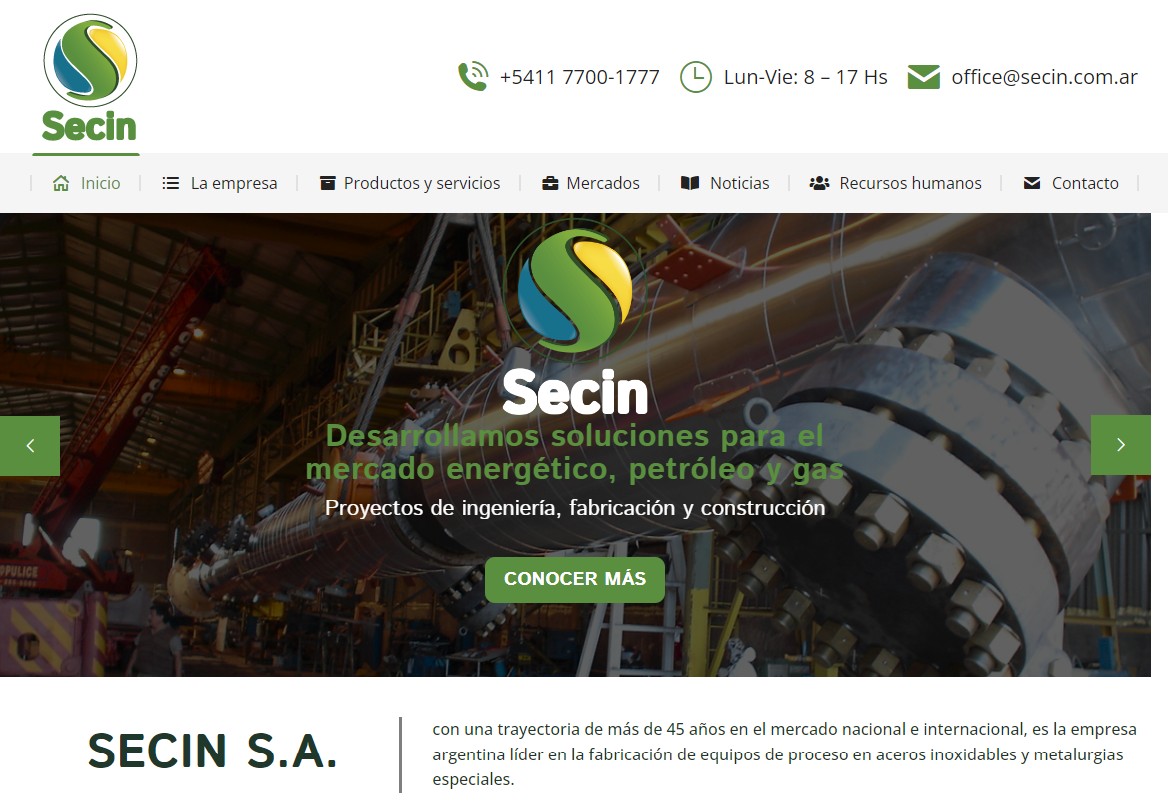 Secin
+5411 7700-1777
Lun-Vie: 8 – 17 Hs
office@secin.com.ar
Inicio
La empresa
Productos y servicios
Mercados
Noticias
Recursos humanos
Contacto
Secin
Desarrollamos soluciones para el
mercado energético, petróleo y gas
Proyectos de ingeniería, fabricación y construcción
CONOCER MÁS
SECIN S.A.
con una trayectoria de más de 45 años en el mercado nacional e internacional, es la empresa
argentina líder en la fabricación de equipos de proceso en aceros inoxidables y metalurgias
especiales.